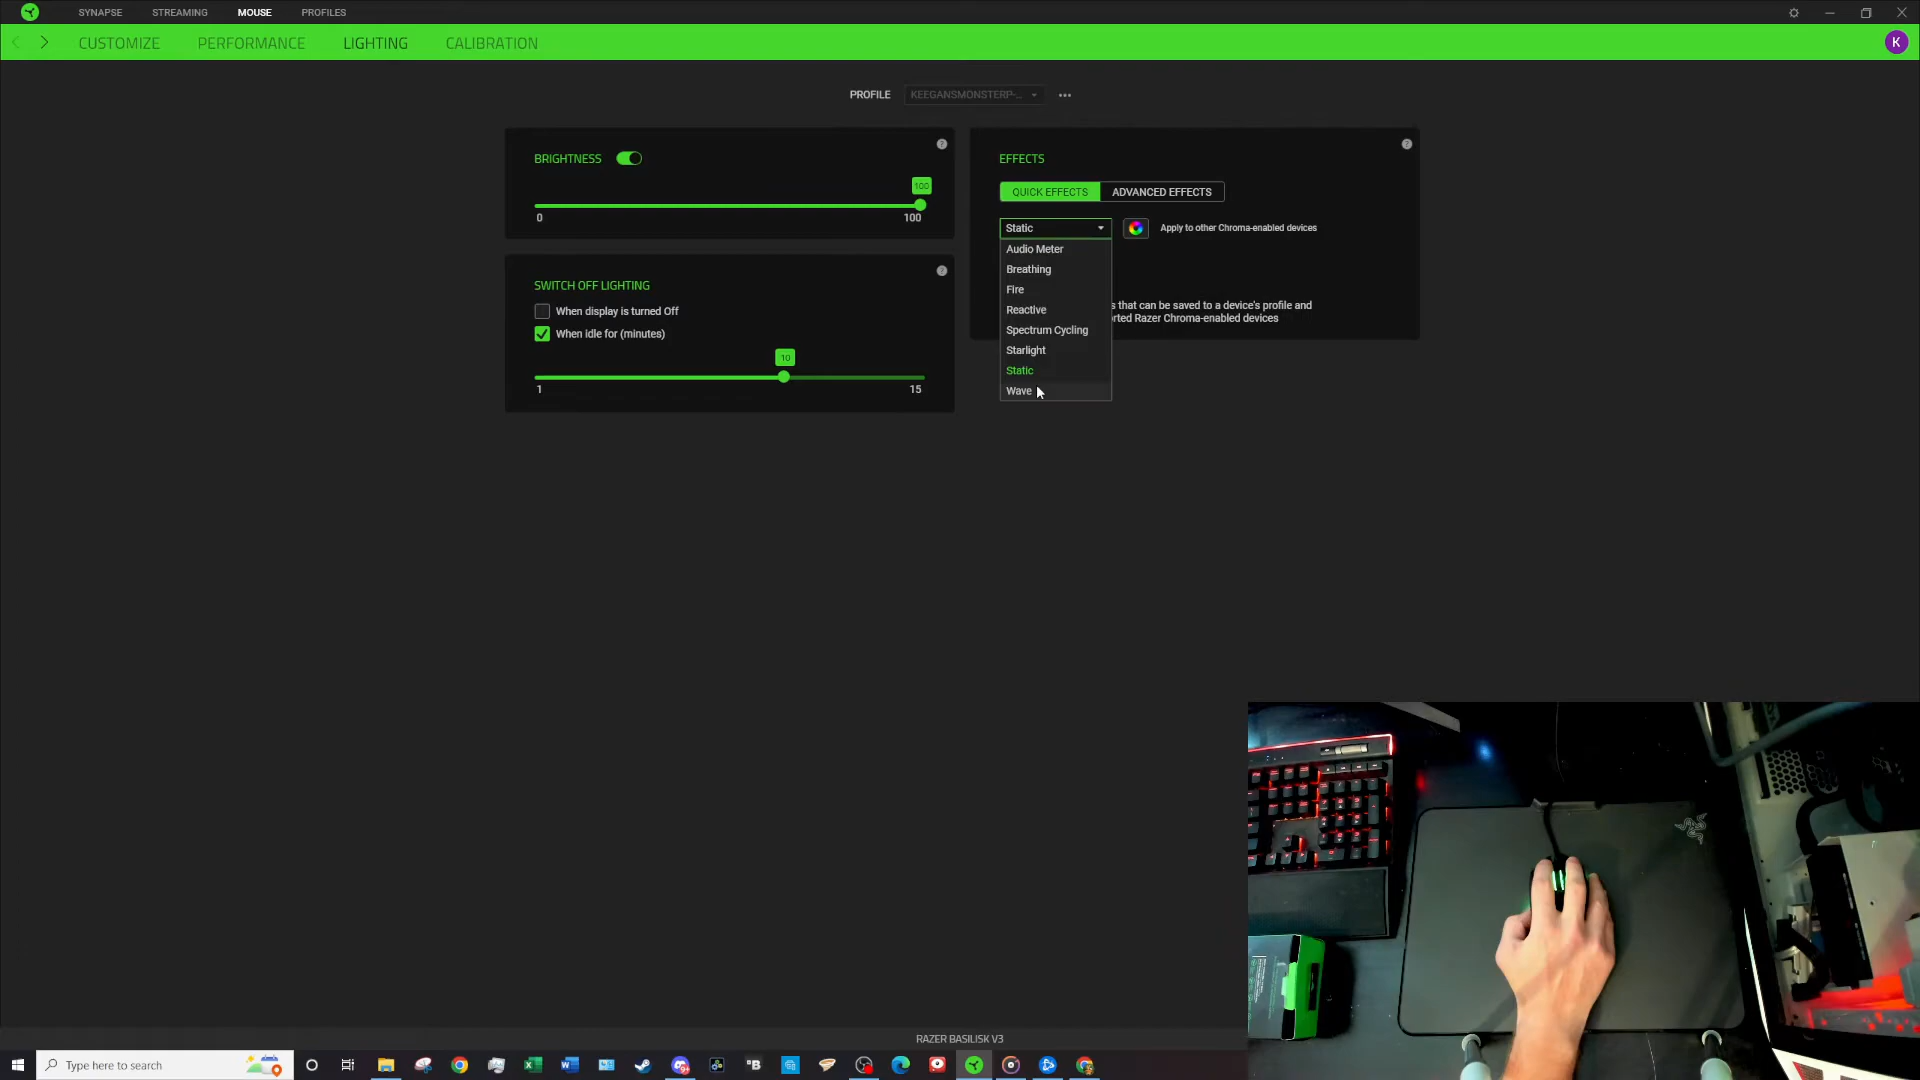 SYNAPSE STREAMING MOUSE PROFILES
CUSTOMIZE PERFORMANCE LIGHTING CALIBRATION
K
PROFILE KEEGANSMONSTERP-...
BRIGHTNESS
100
0 100
SWITCH OFF LIGHTING
When display is turned Off
When idle for (minutes)
10
1 15
EFFECTS
QUICK EFFECTS ADVANCED EFFECTS
Static Apply to other Chroma-enabled devices
Audio Meter
Breathing
Fire
Reactive
Spectrum Cycling
Starlight
Static
Wave
s that can be saved to a device's profile and
rted Razer Chroma-enabled devices
RAZER BASILISK V3
Type here to search